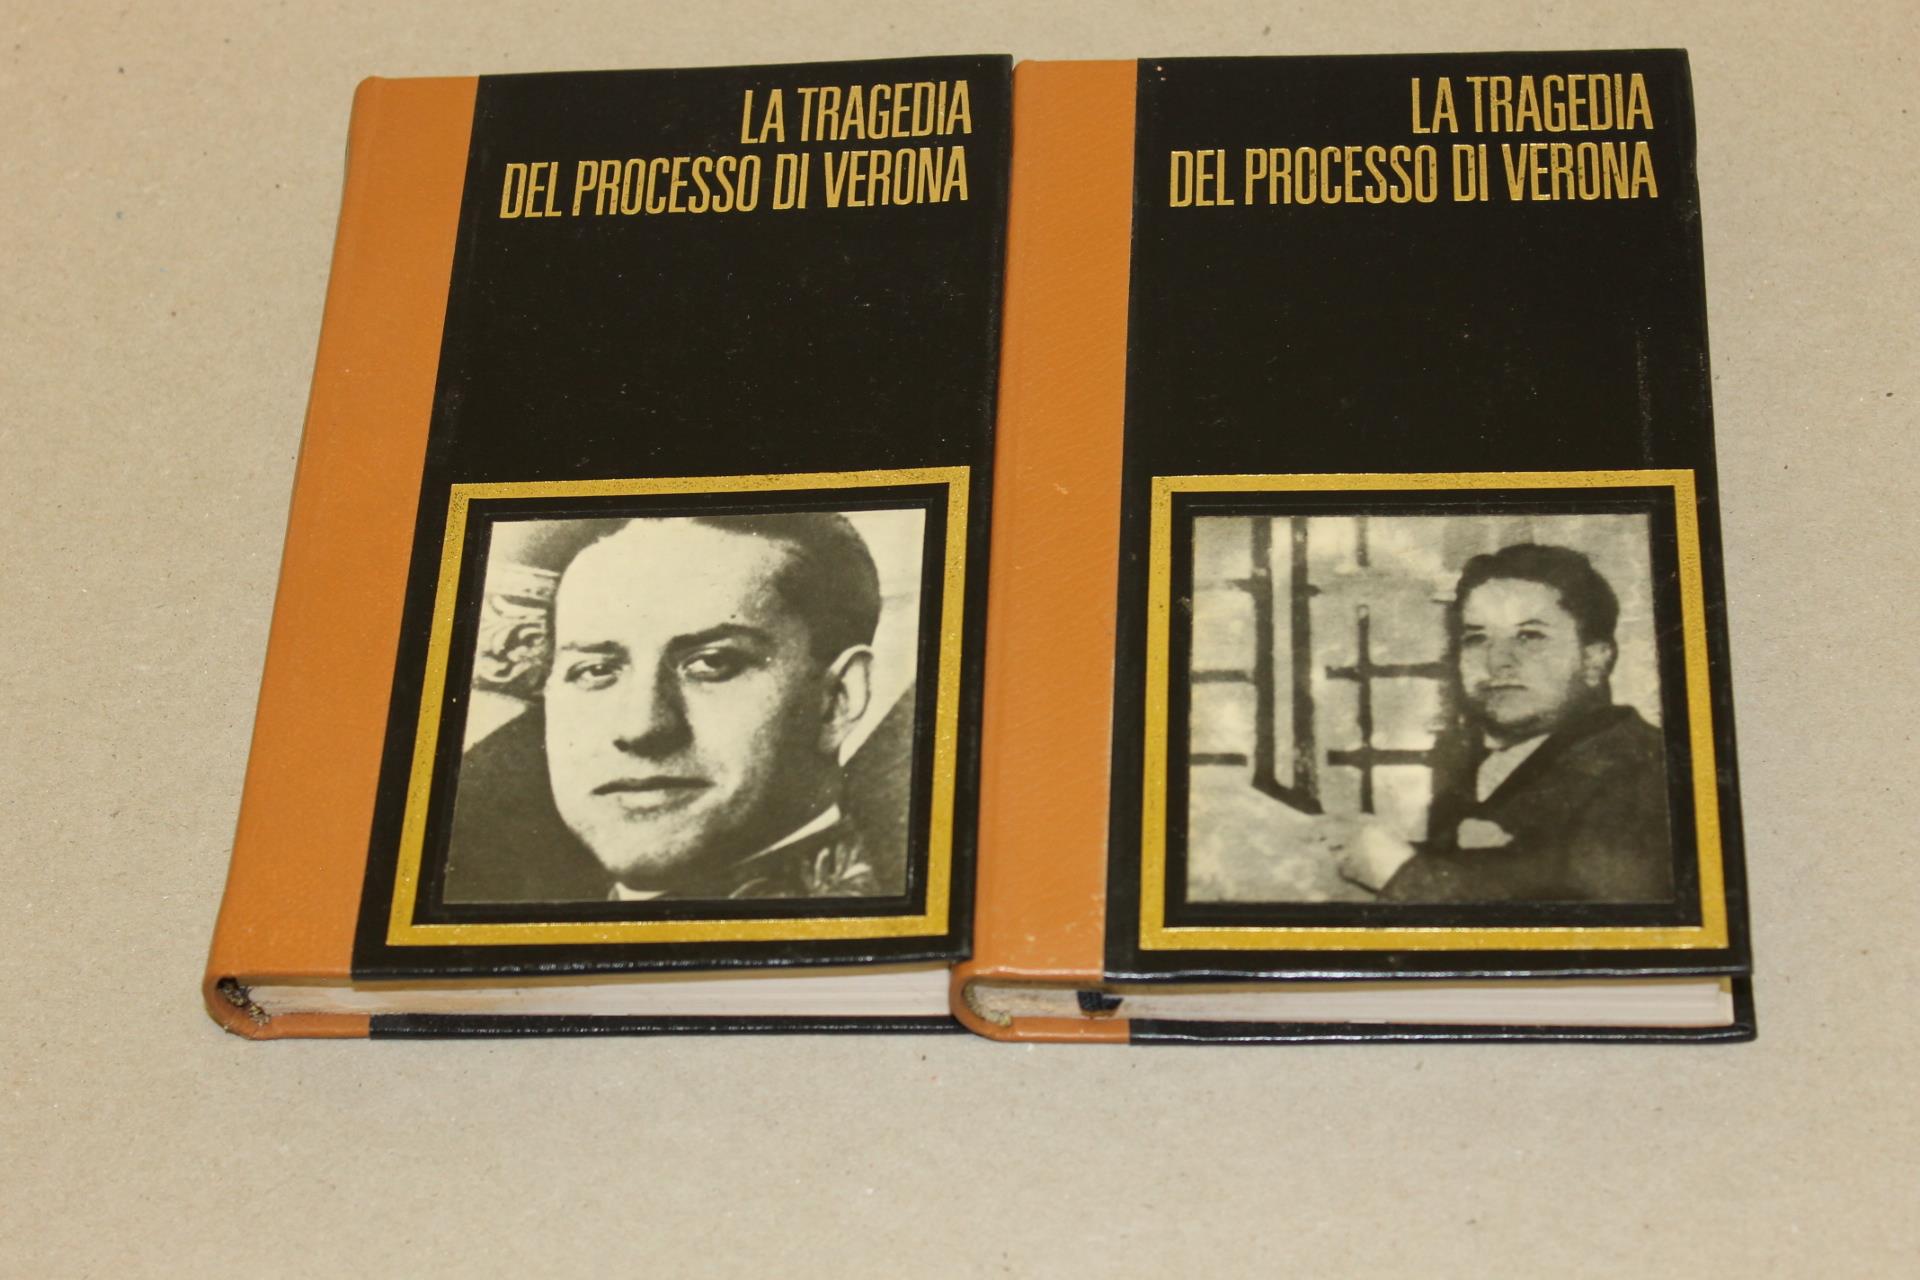 LA TRAGEDIA
DEL PROCESSO DI VERONA
LA TRAGEDIA
DEL PROCESSO DI VERONA